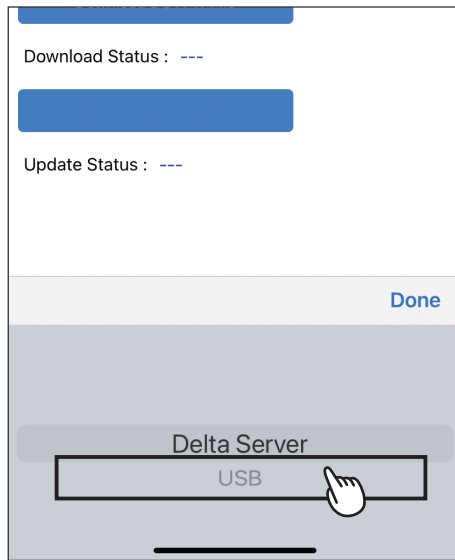 Download Status : ---
Update Status : ---
Done
Delta Server
USB